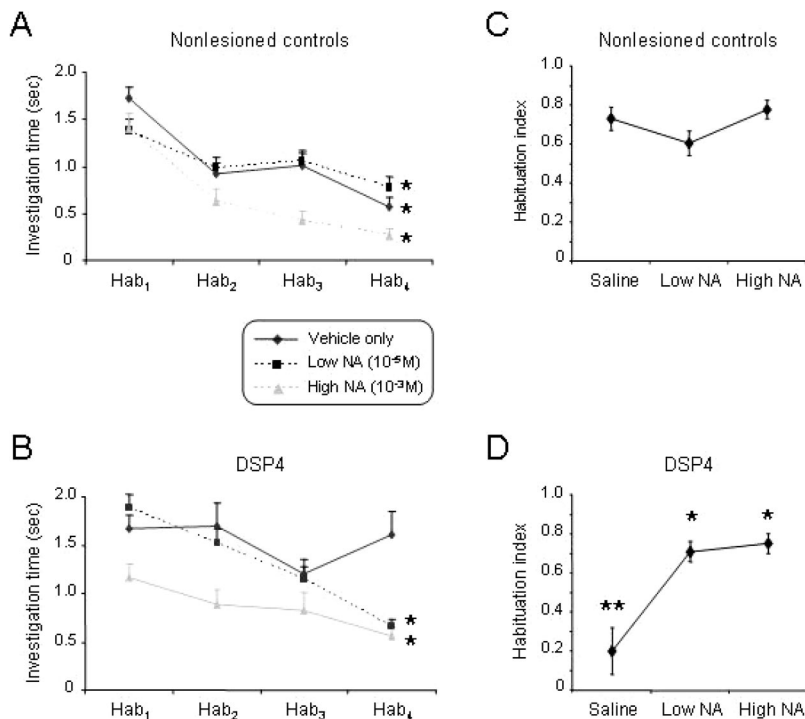 A
Nonlesioned controls
Investigation time (sec)
2.0
1.5
1.0
0.5
0
* 
*
*
Hab₁ Hab₂ Hab₃ Hab₄
C
Nonlesioned controls
Habituation index
1.0
0.8
0.6
0.4
0.2
0
Saline Low NA High NA
Vehicle only
Low NA (10⁻⁵M)
High NA (10⁻³M)
B
DSP4
Investigation time (sec)
2.0
1.5
1.0
0.5
0
*
*
Hab₁ Hab₂ Hab₃ Hab₄
D
DSP4
Habituation index
1.0
0.8
0.6
0.4
0.2
0
**
*
*
Saline Low NA High NA